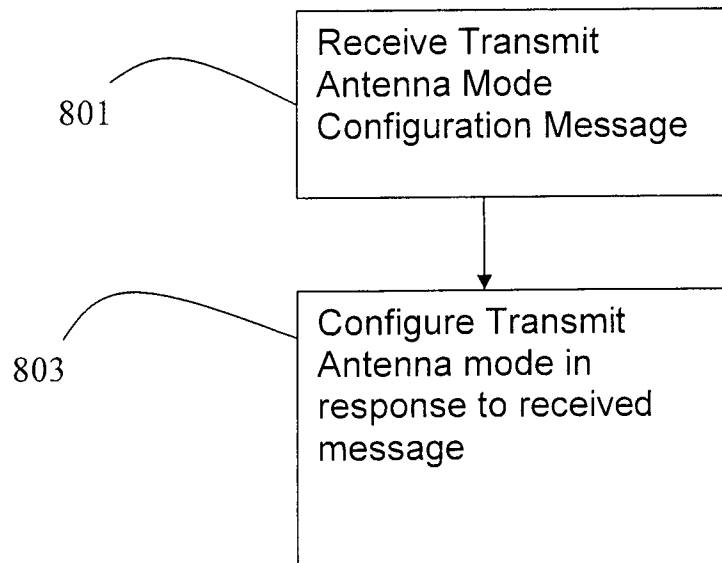 Receive Transmit
Antenna Mode
Configuration Message
801
Configure Transmit
Antenna mode in
response to received
message
803